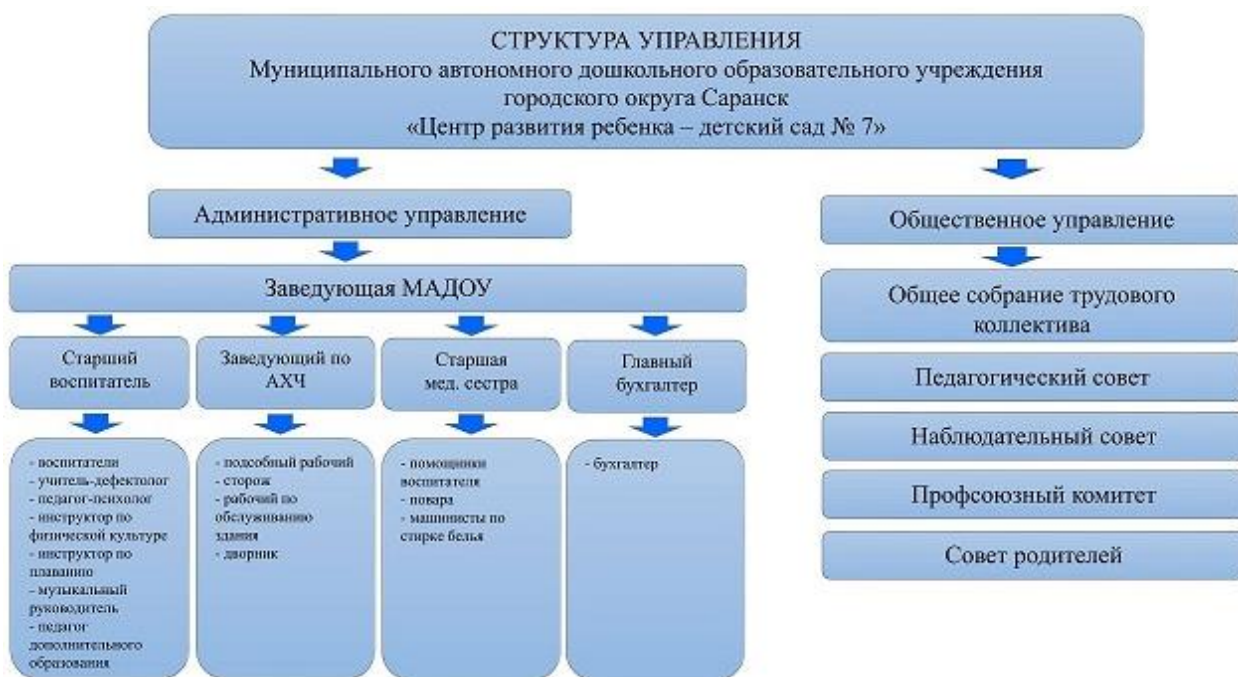 СТРУКТУРА УПРАВЛЕНИЯ
Муниципального автономного дошкольного образовательного учреждения
городского округа Саранск
«Центр развития ребенка – детский сад № 7»
Административное управление
Заведующая МАДОУ
Старший
воспитатель
- воспитатели
- учитель-дефектолог
- педагог-психолог
- инструктор по
физической культуре
- инструктор по
плаванию
- музыкальный
руководитель
- педагог
дополнительного
образования
Заведующий по
АХЧ
- подсобный рабочий
- сторож
- рабочий по
обслуживанию
здания
- дворник
Старшая
мед. сестра
- помощники
воспитателя
- повара
- машинисты по
стирке белья
Главный
бухгалтер
- бухгалтер
Общественное управление
Общее собрание трудового
коллектива
Педагогический совет
Наблюдательный совет
Профсоюзный комитет
Совет родителей